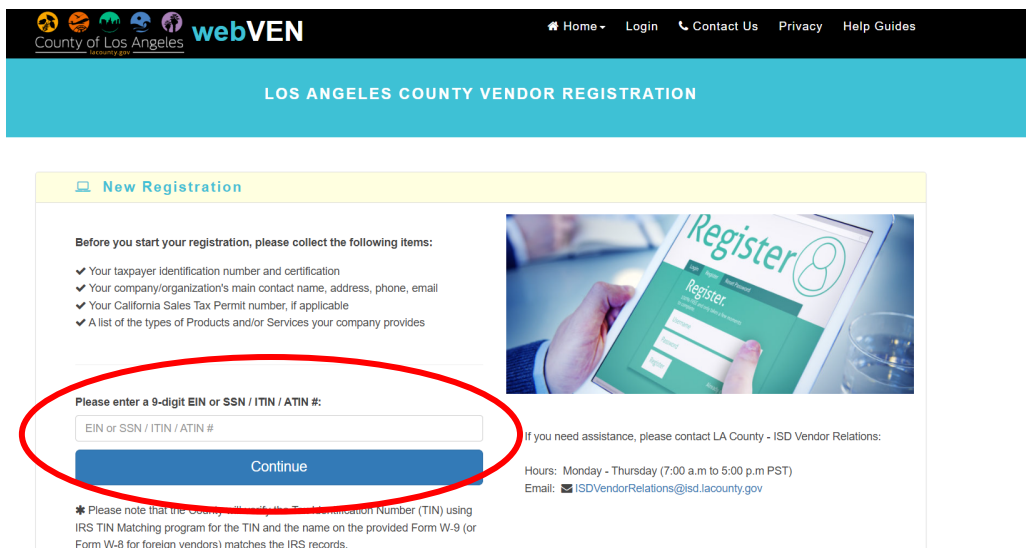 County of Los Angeles
lacounty.gov
webVEN
Home Login Contact Us Privacy Help Guides
LOS ANGELES COUNTY VENDOR REGISTRATION
New Registration
Before you start your registration, please collect the following items:
Your taxpayer identification number and certification
Your company/organization's main contact name, address, phone, email
Your California Sales Tax Permit number, if applicable
A list of the types of Products and/or Services your company provides
Register
Login Register Reset Password
Register.
Username
Password
Register
Please enter a 9-digit EIN or SSN / ITIN / ATIN #:
EIN or SSN / ITIN / ATIN #
Continue
If you need assistance, please contact LA County - ISD Vendor Relations:
Hours: Monday - Thursday (7:00 a.m to 5:00 p.m PST)
Email: ISDVendorRelations@isd.lacounty.gov
Please note that the County will verify the Tax Identification Number (TIN) using
IRS TIN Matching program for the TIN and the name on the provided Form W-9 (or
Form W-8 for foreign vendors) matches the IRS records.